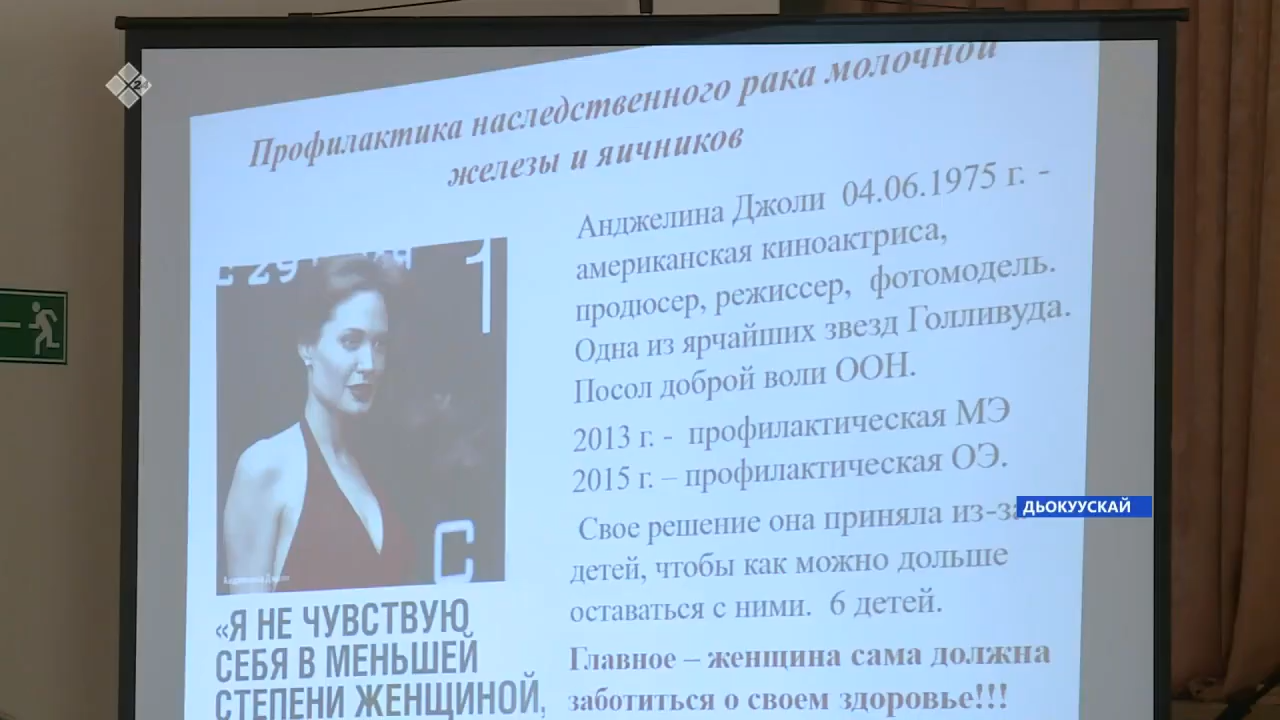 Профилактика наследственного рака молочной
железы и яичников
Анджелина Джоли 04.06.1975 г. -
американская киноактриса,
продюсер, режиссер, фотомодель.
Одна из ярчайших звезд Голливуда.
Посол доброй воли ООН.
2013 г. - профилактическая МЭ
2015 г. – профилактическая ОЭ.
Свое решение она приняла из-за
детей, чтобы как можно дольше
оставаться с ними. 6 детей.
Главное – женщина сама должна
заботиться о своем здоровье!!!
1
С
Анджелина Джоли
«Я НЕ ЧУВСТВУЮ
СЕБЯ В МЕНЬШЕЙ
СТЕПЕНИ ЖЕНЩИНОЙ,
ДЬОКУУСКАЙ